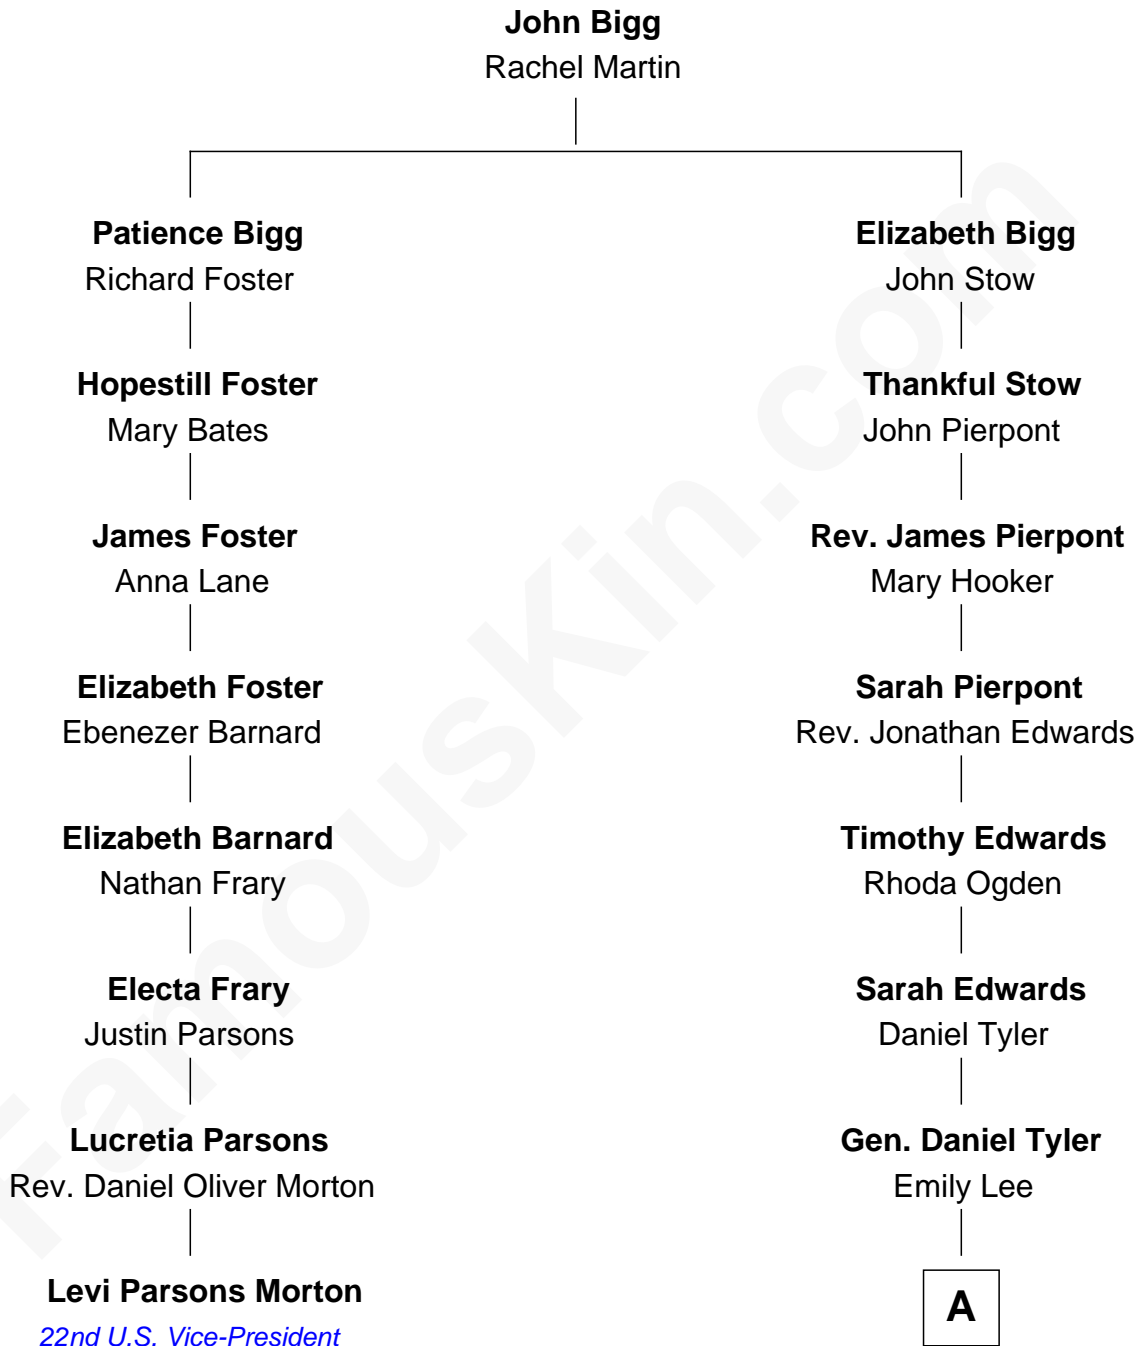 John Bigg
Rachel Martin
Patience Bigg
Richard Foster
Elizabeth Bigg
John Stow
Hopestill Foster
Mary Bates
Thankful Stow
John Pierpont
James Foster
Anna Lane
Rev. James Pierpont
Mary Hooker
Elizabeth Foster
Ebenezer Barnard
Sarah Pierpont
Rev. Jonathan Edwards
Elizabeth Barnard
Nathan Frary
Timothy Edwards
Rhoda Ogden
Electa Frary
Justin Parsons
Sarah Edwards
Daniel Tyler
Lucretia Parsons
Rev. Daniel Oliver Morton
Gen. Daniel Tyler
Emily Lee
Levi Parsons Morton
22nd U.S. Vice-President
A
FamousKin.com